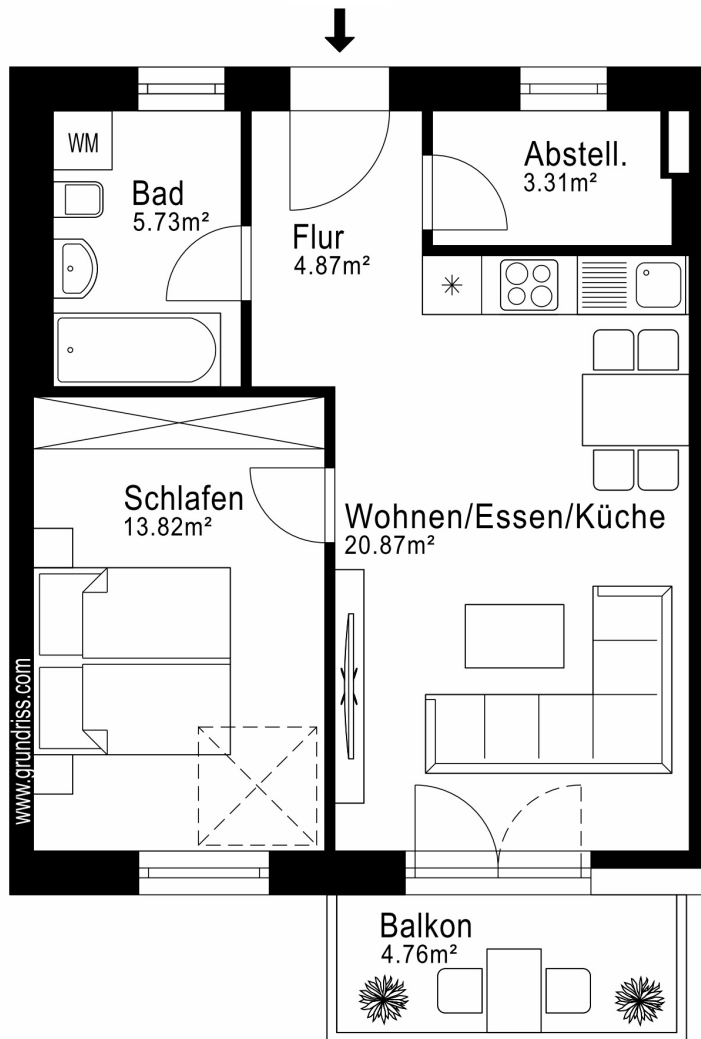 WM
Bad
5.73m²
Flur
4.87m²
Abstell.
3.31m²
Schlafen
13.82m²
Wohnen/Essen/Küche
20.87m²
www.grundriss.com
Balkon
4.76m²